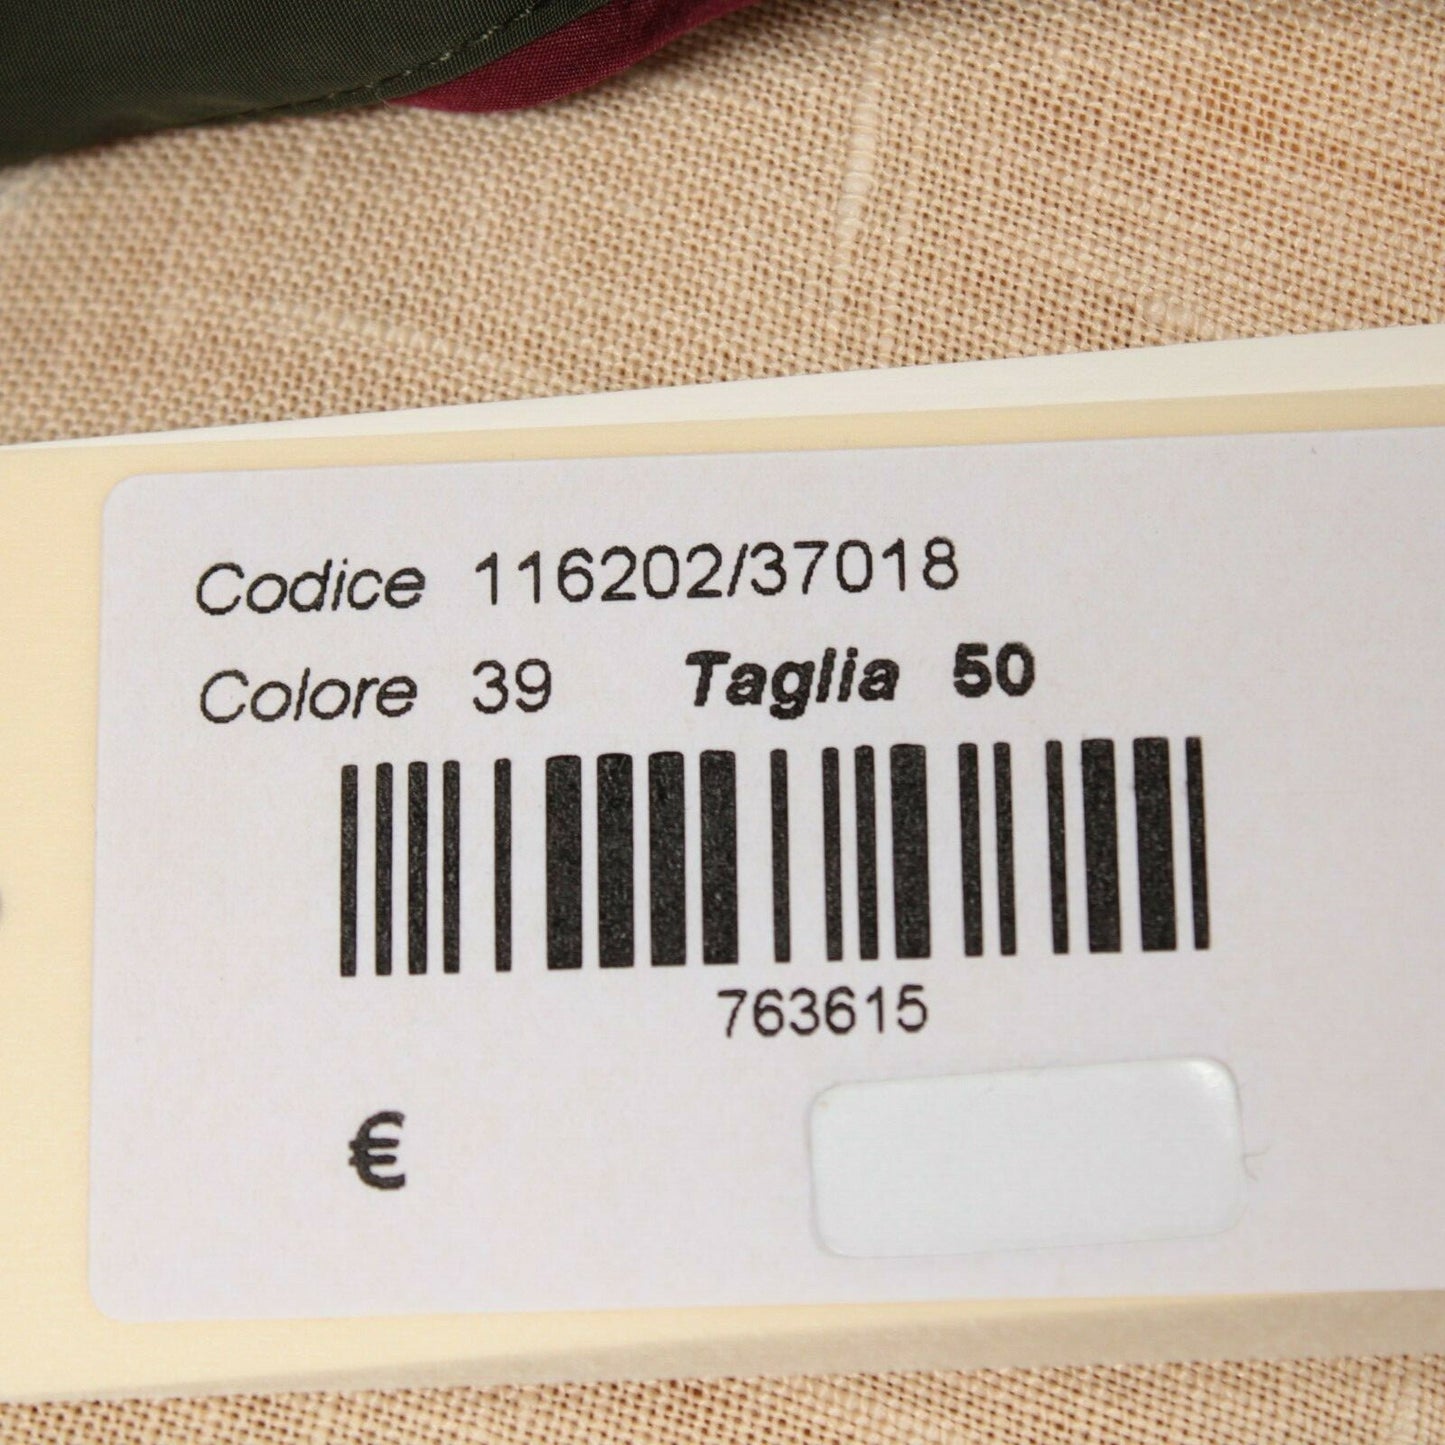 Codice 116202/37018
Colore 39 Taglia 50
763615
€